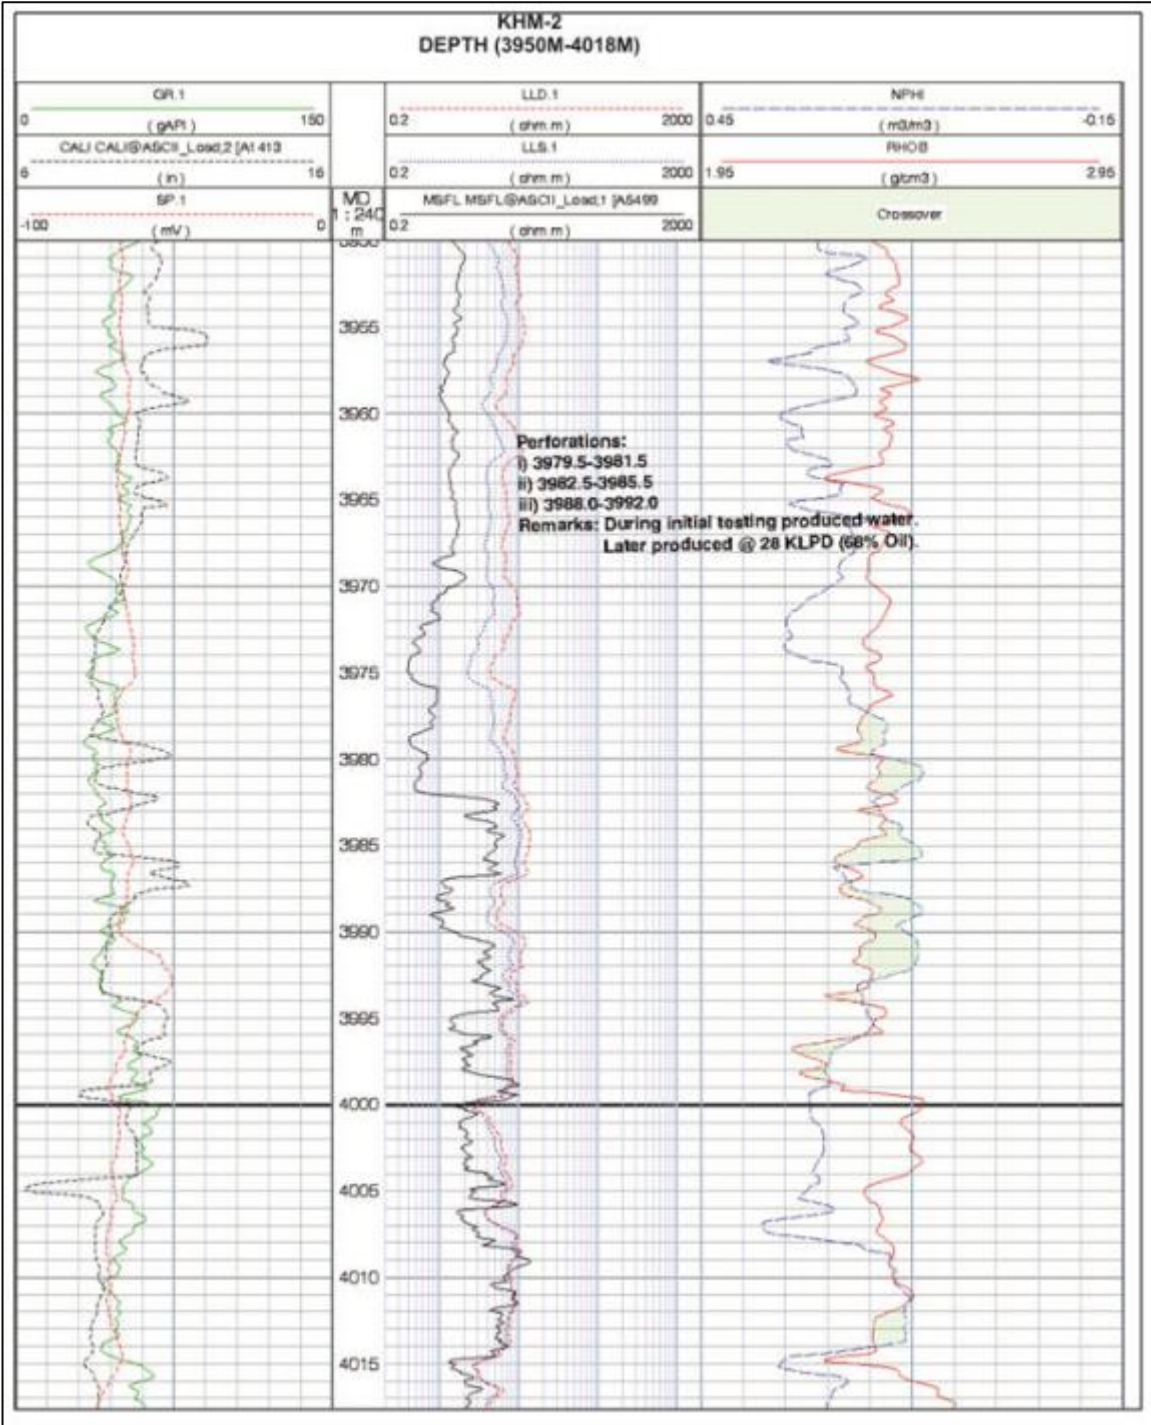 KHM-2
DEPTH (3950M-4018M)
GR.1
0 (gAPI) 150
CALI CALI@ASCII_Load;2 [A1 413
6 (in) 16
SP.1
-100 (mV) 0
MD
1 : 240
m
LLD.1
0.2 (ohm.m) 2000
LLS.1
0.2 (ohm.m) 2000
MSFL MSFL@ASCII_Load;1 [A5499
0.2 (ohm.m) 2000
NPHI
0.45 (m3/m3) -0.15
RHOB
1.95 (g/cm3) 2.95
Crossover
3950
3955
3960
Perforations:
i) 3979.5-3981.5
ii) 3982.5-3985.5
3965
iii) 3988.0-3992.0
Remarks: During initial testing produced water.
Later produced @ 28 KLPD (68% Oil).
3970
3975
3980
3985
3990
3995
4000
4005
4010
4015